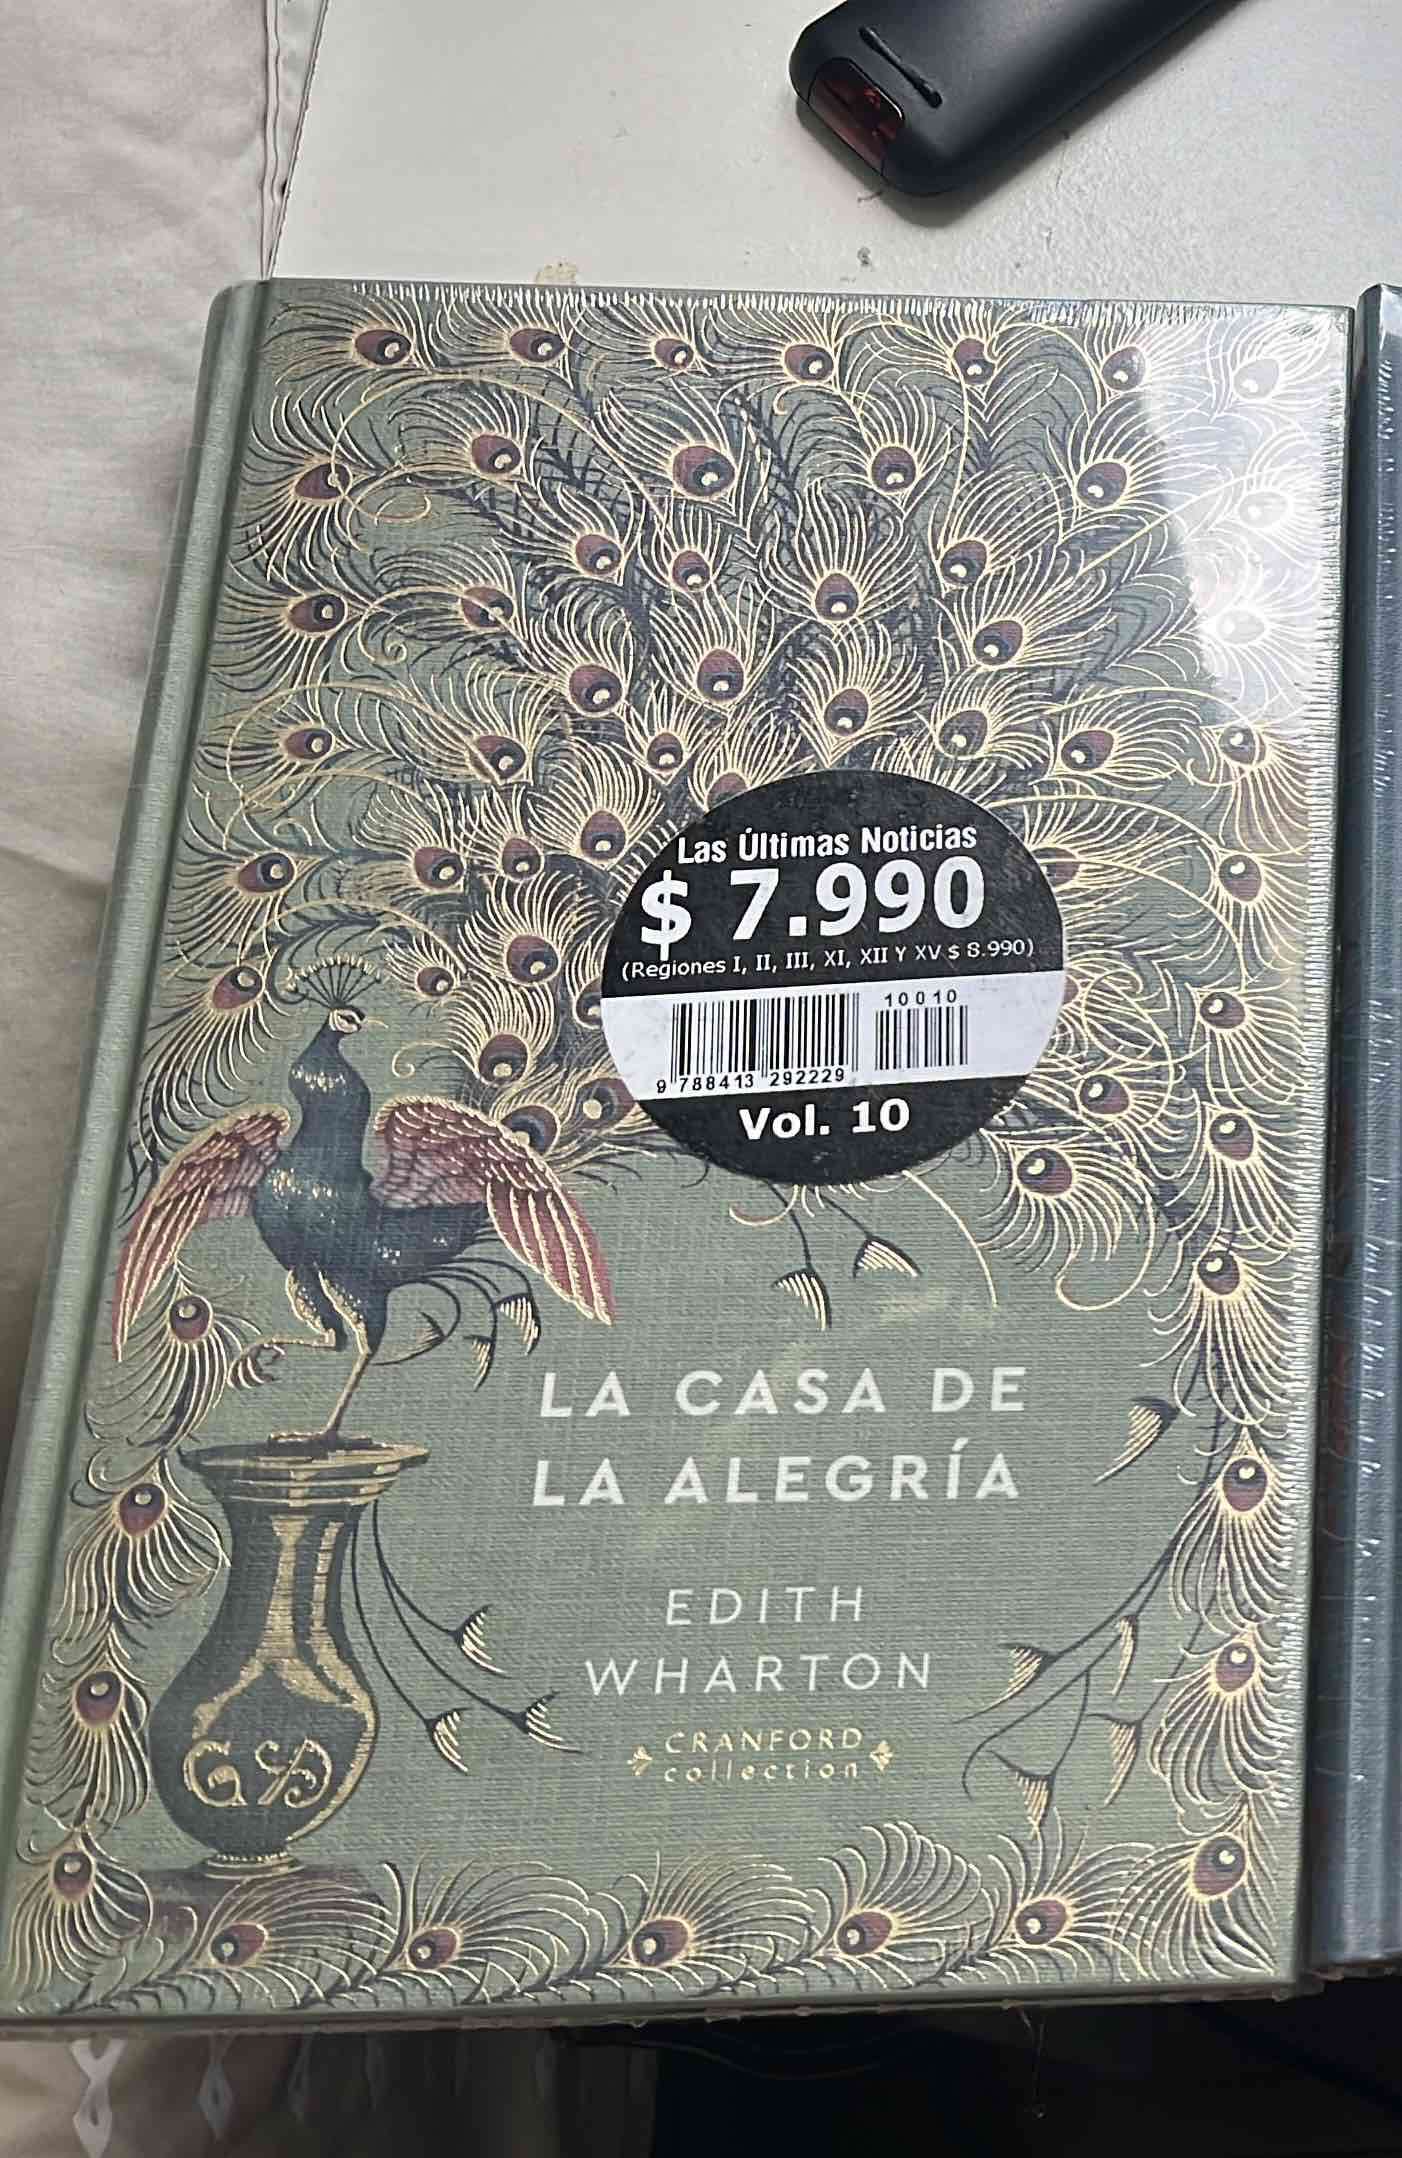 Las Últimas Noticias
$ 7.990
(Regiones I, II, III, XI, XII Y XV $ 8.990)
10010
9 788413 292229
Vol. 10
LA CASA DE
LA ALEGRÍA
EDITH
WHARTON
CRANFORD
collection